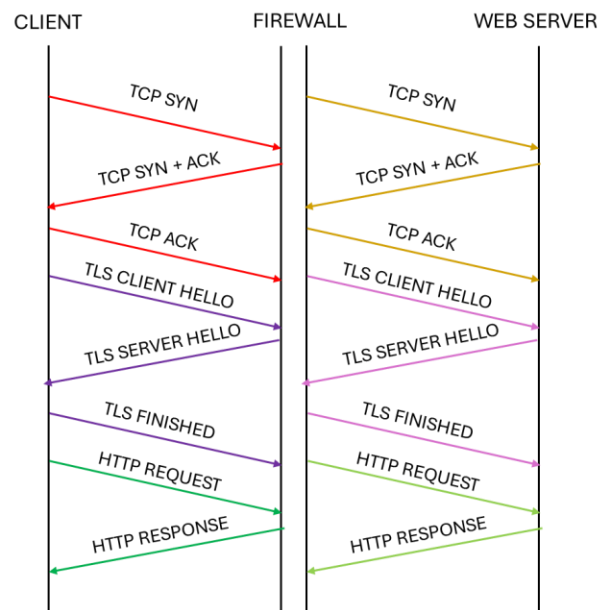 CLIENT
FIREWALL
WEB SERVER
TCP SYN
TCP SYN
TCP SYN + ACK
TCP SYN + ACK
TCP ACK
TCP ACK
TLS CLIENT HELLO
TLS CLIENT HELLO
TLS SERVER HELLO
TLS SERVER HELLO
TLS FINISHED
TLS FINISHED
HTTP REQUEST
HTTP REQUEST
HTTP RESPONSE
HTTP RESPONSE